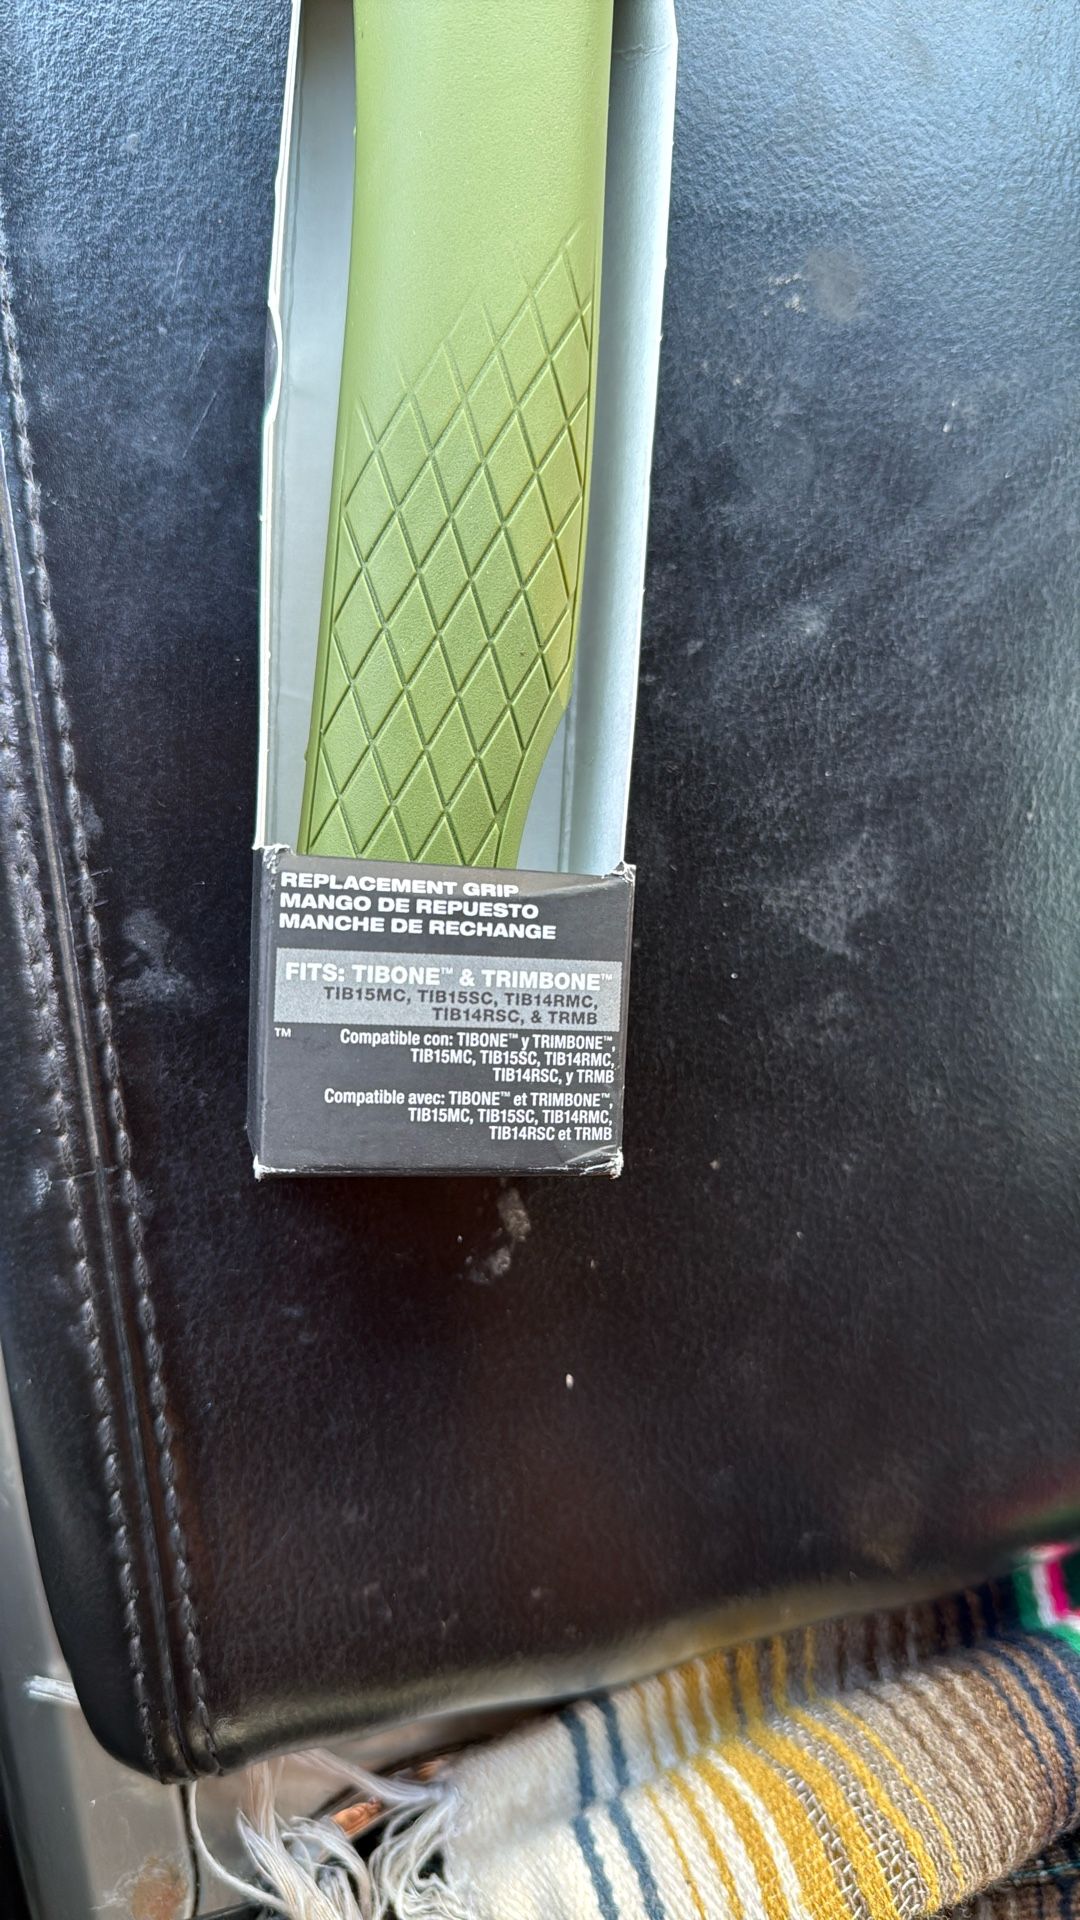 REPLACEMENT GRIP
MANGO DE REPUESTO
MANCHE DE RECHANGE
FITS: TIBONE™ & TRIMBONE™
TIB15MC, TIB15SC, TIB14RMC,
TIB14RSC, & TRMB
™
Compatible con: TIBONE™ y TRIMBONE™,
TIB15MC, TIB15SC, TIB14RMC,
TIB14RSC, y TRMB
Compatible avec: TIBONE™ et TRIMBONE™,
TIB15MC, TIB15SC, TIB14RMC,
TIB14RSC et TRMB